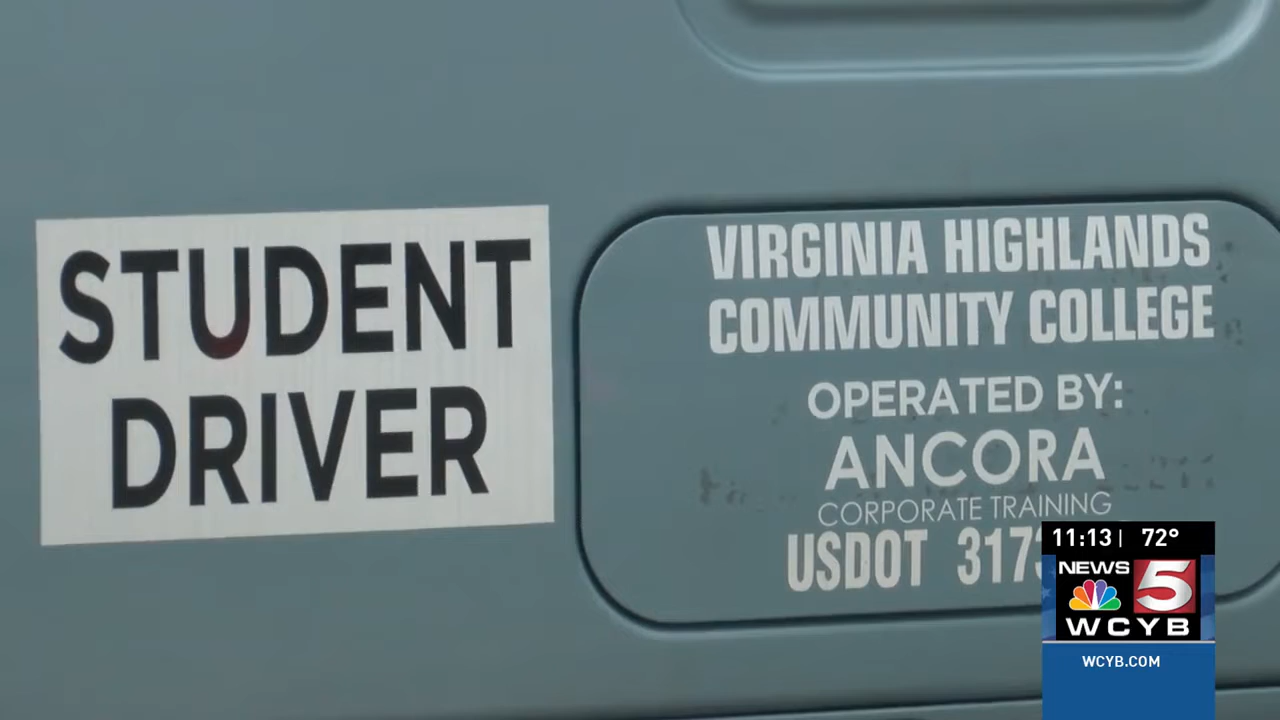 STUDENT
DRIVER
VIRGINIA HIGHLANDS
COMMUNITY COLLEGE
OPERATED BY:
ANCORA
CORPORATE TRAINING
USDOT 3173
11:13 | 72°
NEWS 5
WCYB
WCYB.COM